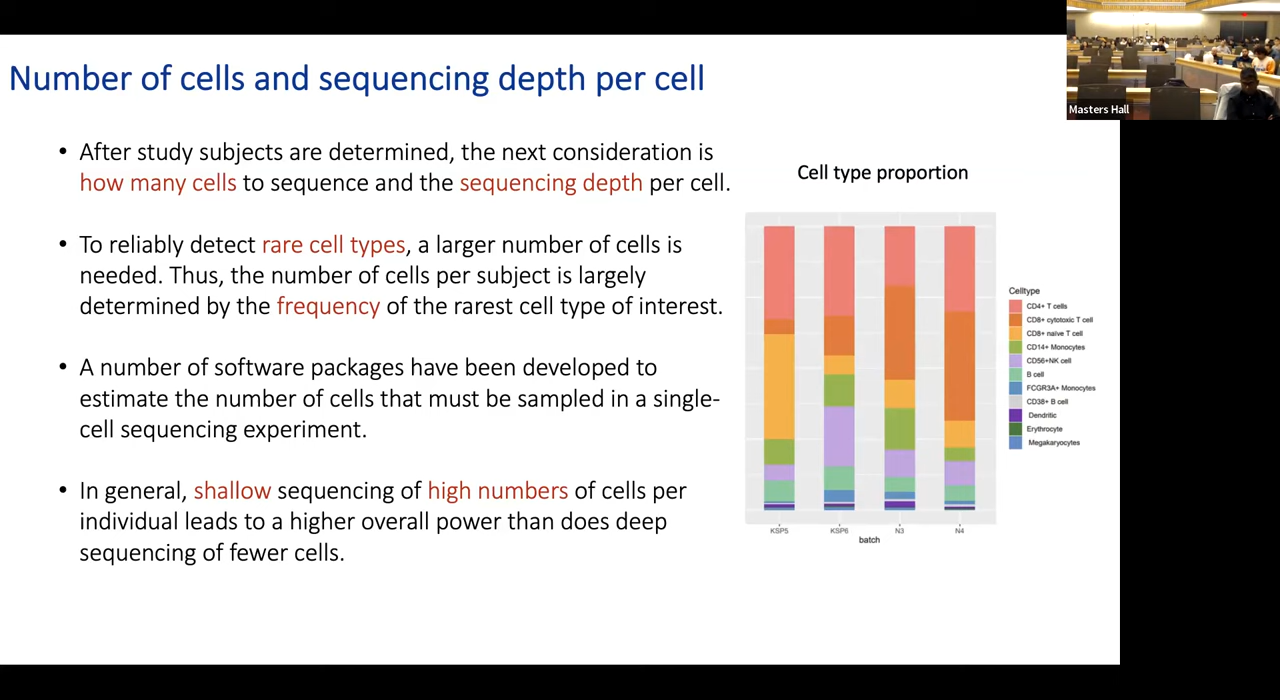 Number of cells and sequencing depth per cell
Masters Hall
• After study subjects are determined, the next consideration is
how many cells to sequence and the sequencing depth per cell.
• To reliably detect rare cell types, a larger number of cells is
needed. Thus, the number of cells per subject is largely
determined by the frequency of the rarest cell type of interest.
• A number of software packages have been developed to
estimate the number of cells that must be sampled in a single-
cell sequencing experiment.
• In general, shallow sequencing of high numbers of cells per
individual leads to a higher overall power than does deep
sequencing of fewer cells.
Cell type proportion
KSP5 KSP6 N3 N4
batch
Celltype
CD4+ T cells
CD8+ cytotoxic T cell
CD8+ naive T cell
CD14+ Monocytes
CD56+NK cell
B cell
FCGR3A+ Monocytes
CD38+ B cell
Dendritic
Erythrocyte
Megakaryocytes